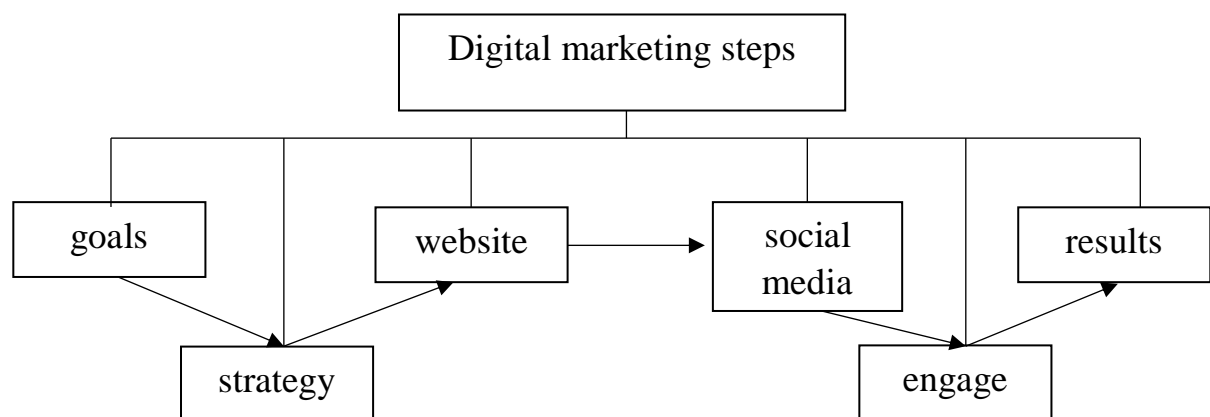 Digital marketing steps
goals
website
social
media
results
strategy
engage